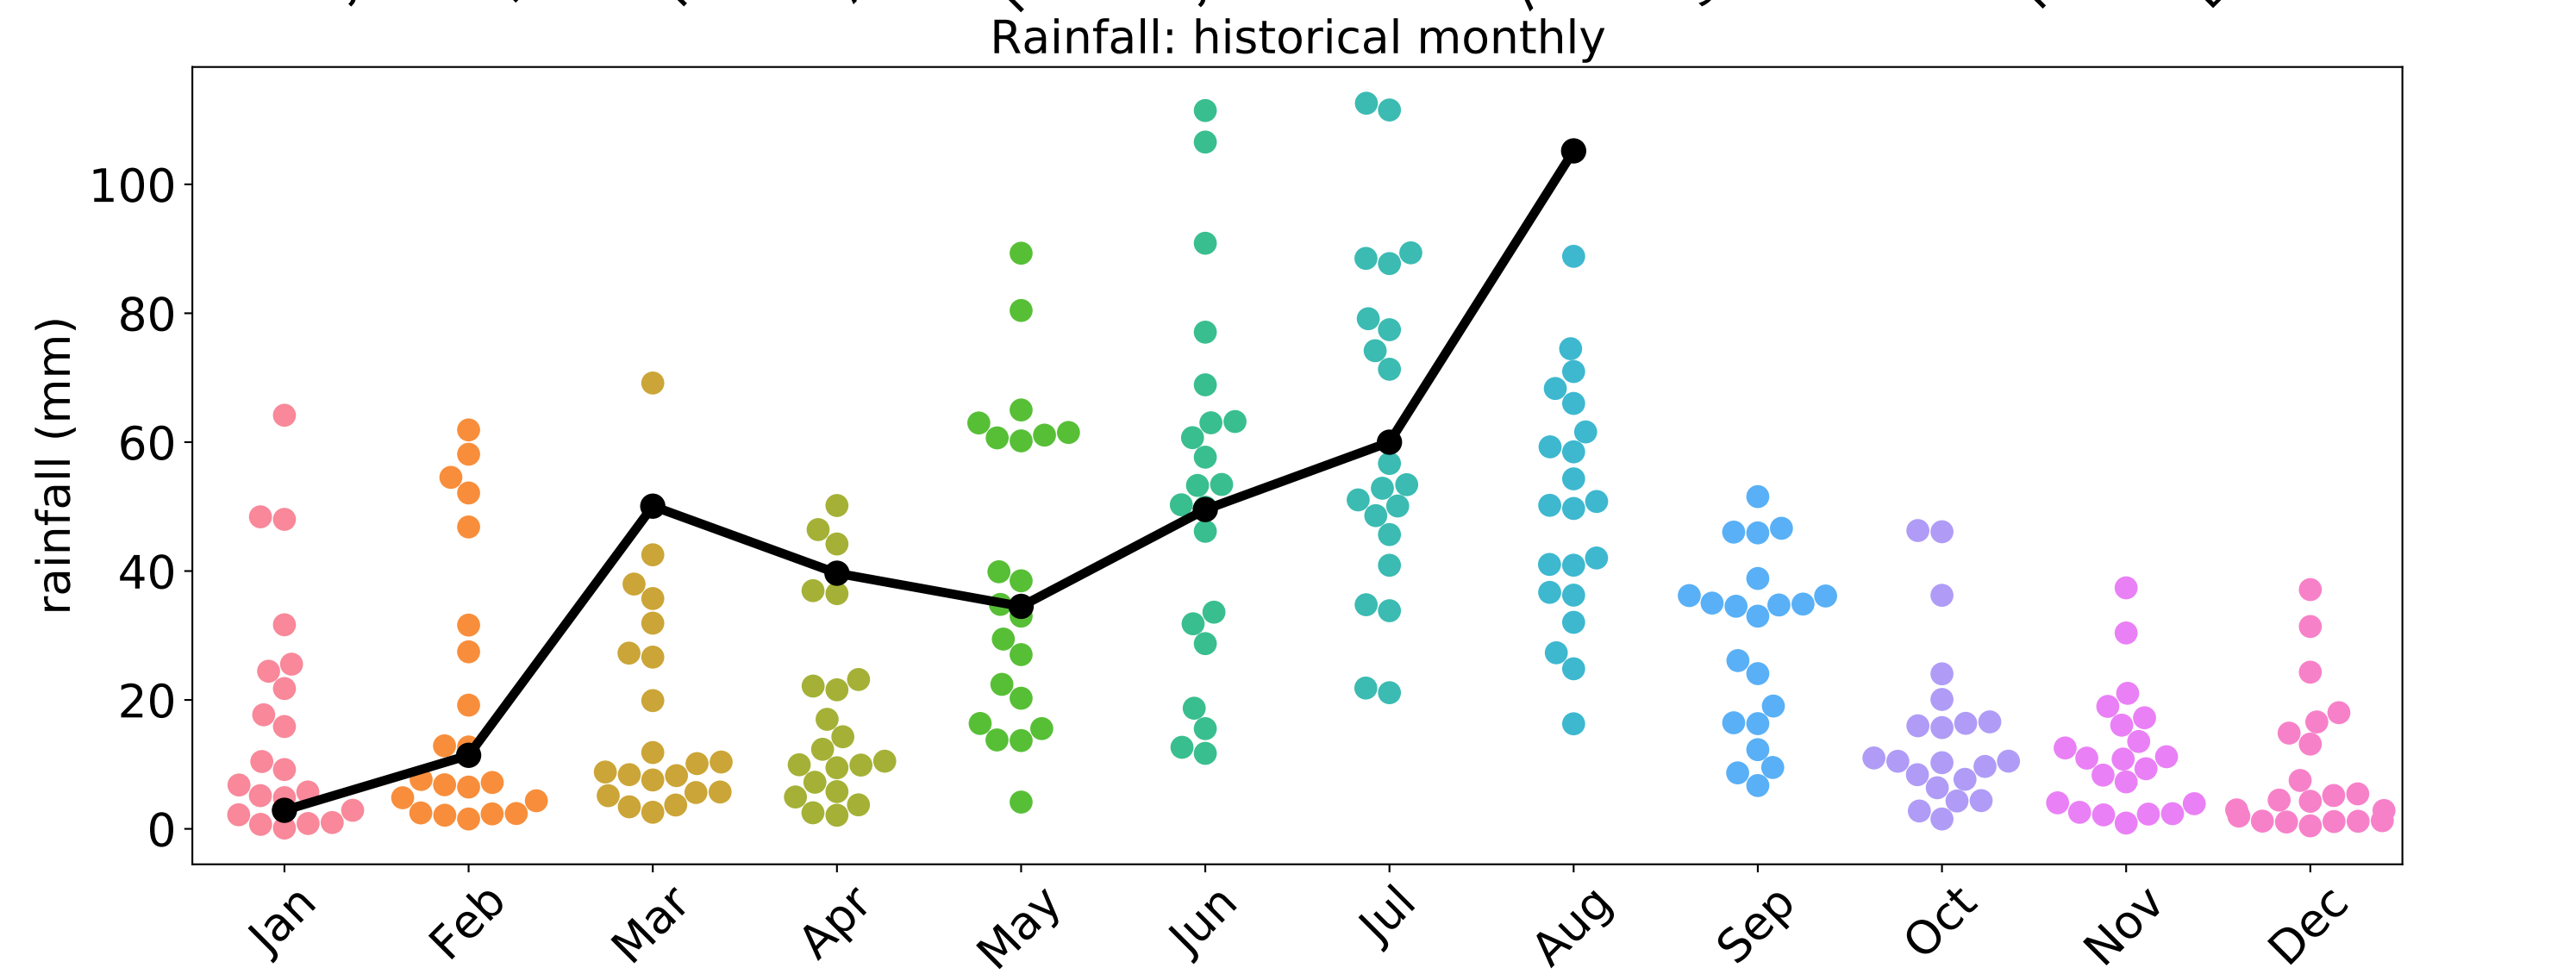 Rainfall: historical monthly
rainfall (mm)
100
80
60
40
20
0
Jan
Feb
Mar
Apr
May
Jun
Jul
Aug
Sep
Oct
Nov
Dec